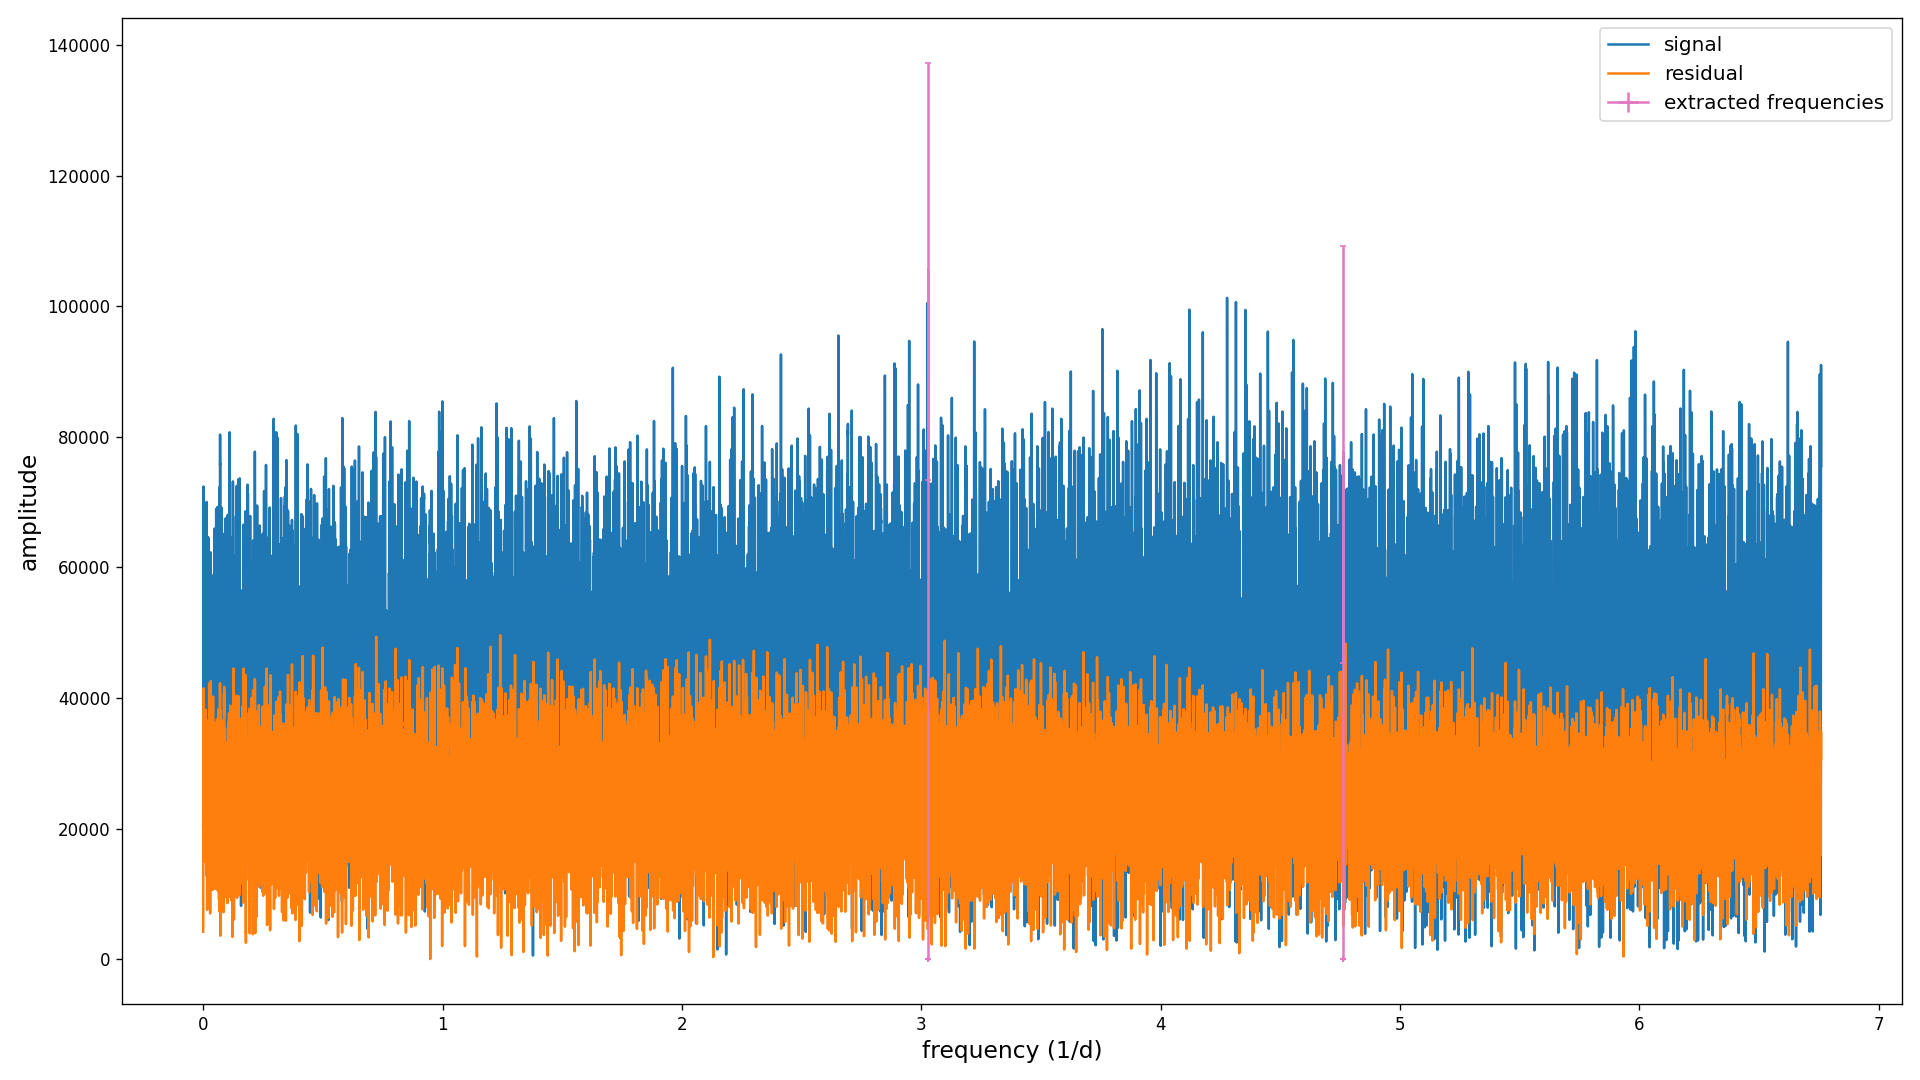 signal
residual
extracted frequencies
140000
120000
100000
80000
60000
40000
20000
0
amplitude
0 1 2 3 4 5 6 7
frequency (1/d)